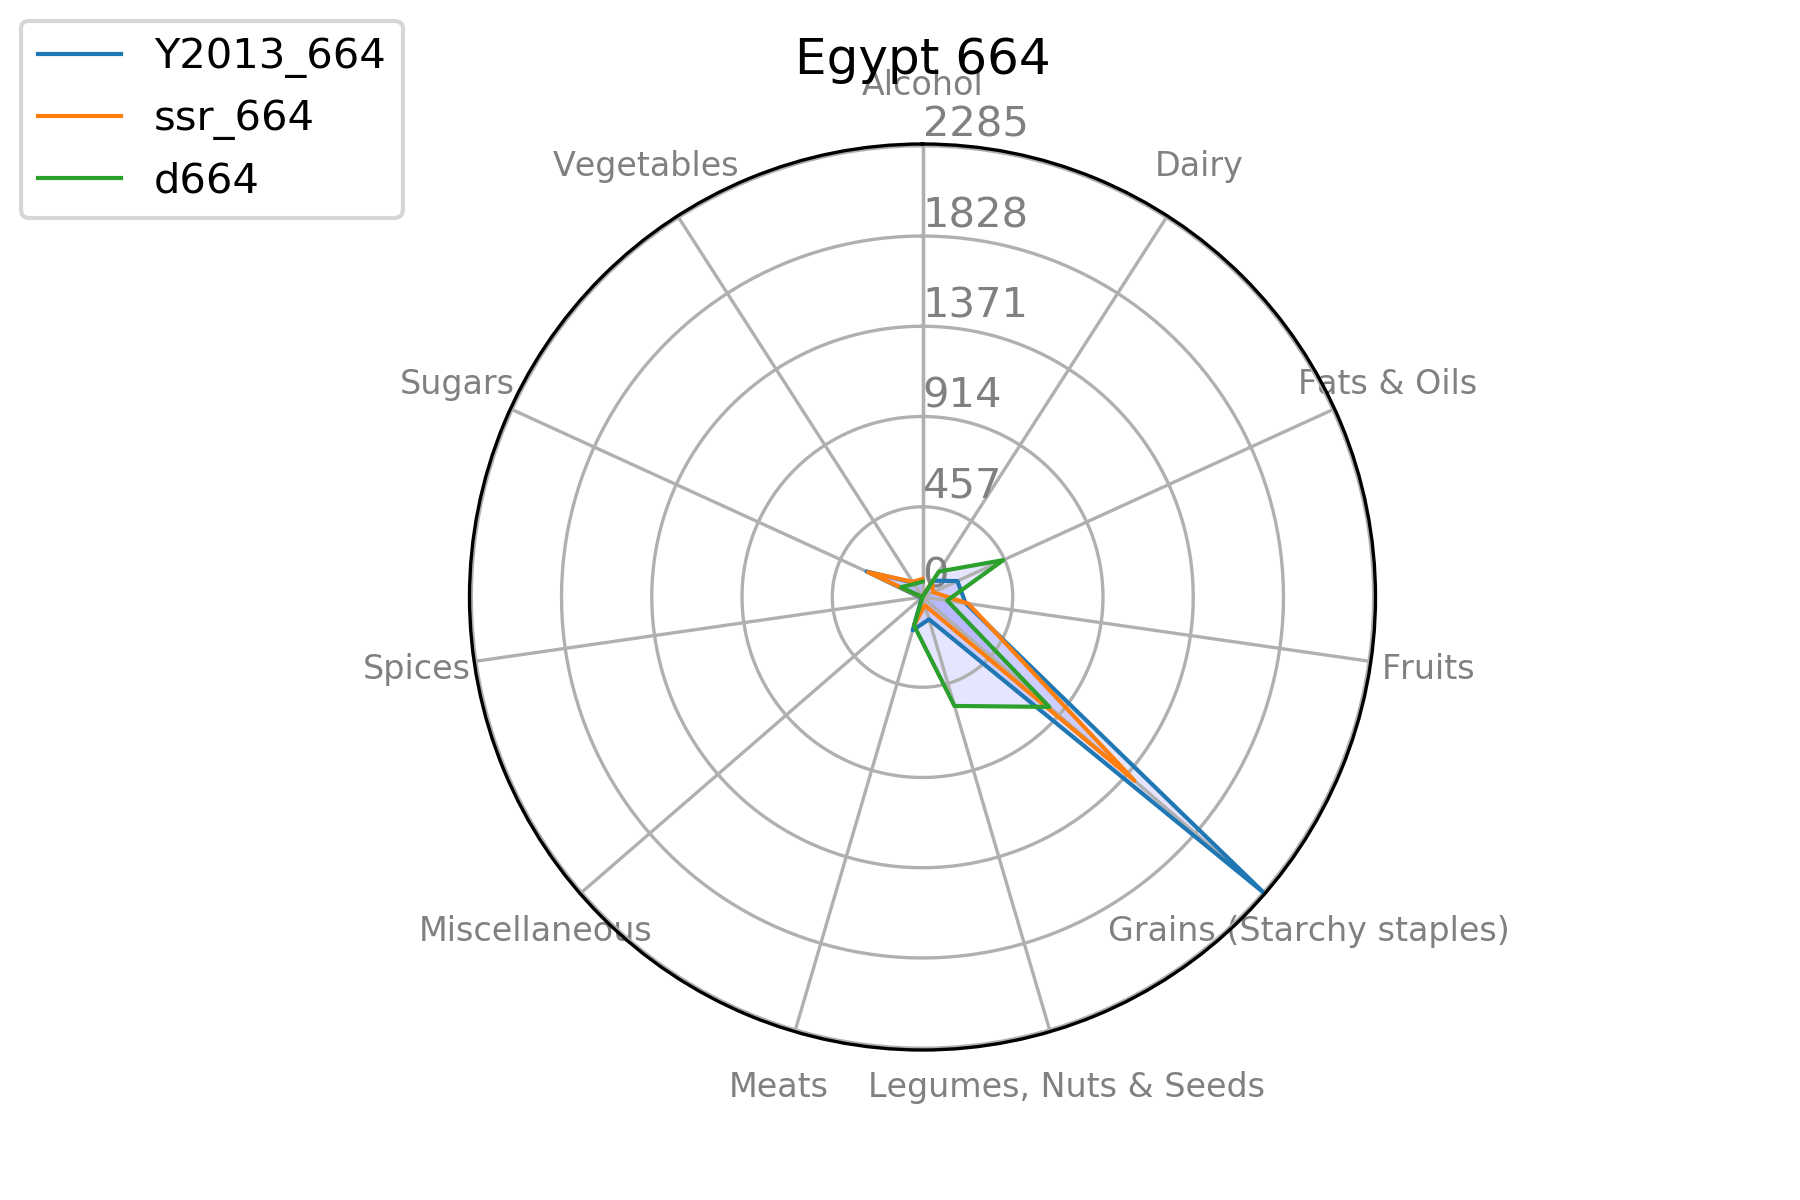 Y2013_664
ssr_664
d664
Egypt 664
Alcohol
2285
Vegetables
Dairy
1828
1371
Sugars
914
Fats & Oils
457
0
Spices
Fruits
Miscellaneous
Grains (Starchy staples)
Meats
Legumes, Nuts & Seeds